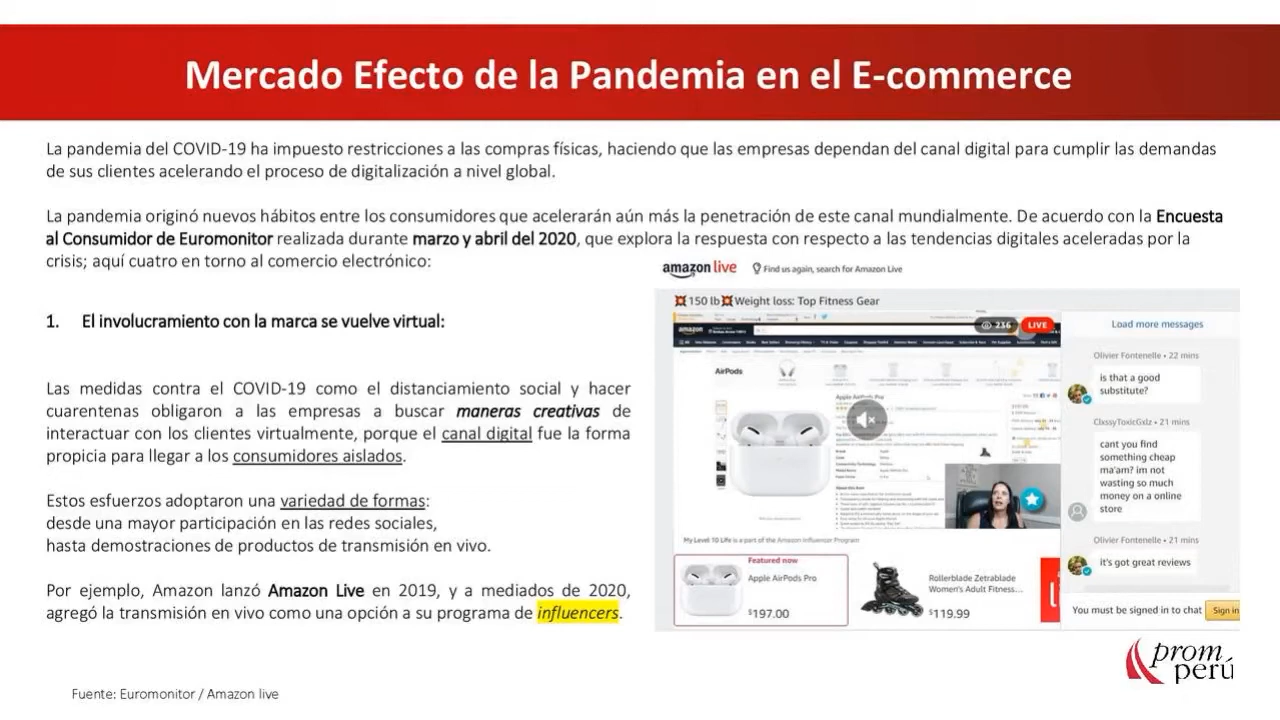 Mercado Efecto de la Pandemia en el E-commerce
La pandemia del COVID-19 ha impuesto restricciones a las compras físicas, haciendo que las empresas dependan del canal digital para cumplir las demandas
de sus clientes acelerando el proceso de digitalización a nivel global.
La pandemia originó nuevos hábitos entre los consumidores que acelerarán aún más la penetración de este canal mundialmente. De acuerdo con la Encuesta
al Consumidor de Euromonitor realizada durante marzo y abril del 2020, que explora la respuesta con respecto a las tendencias digitales aceleradas por la
crisis; aquí cuatro en torno al comercio electrónico:
1. El involucramiento con la marca se vuelve virtual:
Las medidas contra el COVID-19 como el distanciamiento social y hacer
cuarentenas obligaron a las empresas a buscar maneras creativas de
interactuar con los clientes virtualmente, porque el canal digital fue la forma
propicia para llegar a los consumidores aislados.
Estos esfuerzos adoptaron una variedad de formas:
desde una mayor participación en las redes sociales,
hasta demostraciones de productos de transmisión en vivo.
Por ejemplo, Amazon lanzó Amazon Live en 2019, y a mediados de 2020,
agregó la transmisión en vivo como una opción a su programa de influencers.
amazon live Find us again, search for Amazon Live
150 lb Weight loss: Top Fitness Gear
amazon
236 LIVE
AirPods
Apple AirPods Pro
My Level 10 Life is a part of the Amazon Influencer Program
Featured now
Apple AirPods Pro
$197.00
Rollerblade Zetrablade
Women's Adult Fitness...
$119.99
Load more messages
Olivier Fontenelle • 22 mins
is that a good
substitute?
ClxssyToxicGxlz • 21 mins
cant you find
something cheap
ma'am? im not
wasting so much
money on a online
store
Olivier Fontenelle • 21 mins
it's got great reviews
You must be signed in to chat Sign in
prom
perú
Fuente: Euromonitor / Amazon live